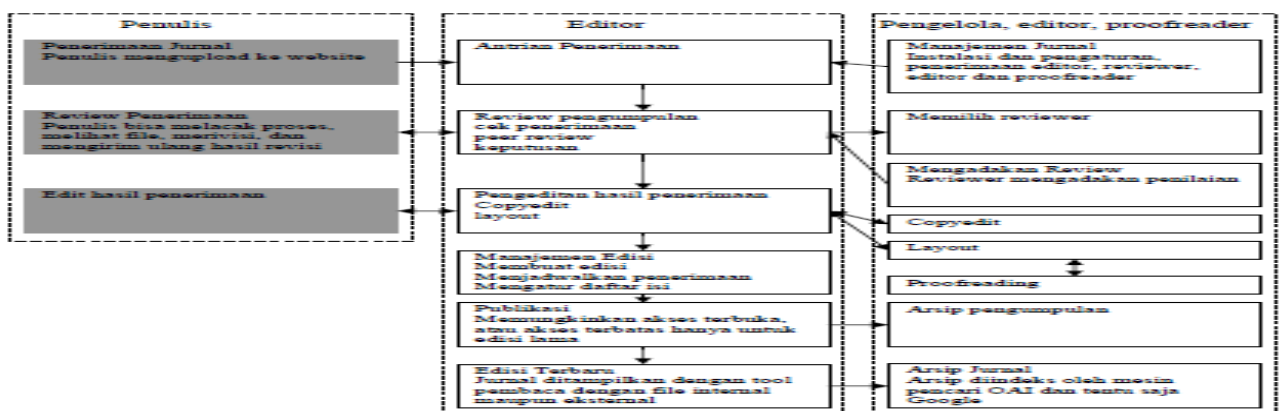 Penulis
Penerimaan Jurnal
Penulis mengupload ke website
Review Penerimaan
Penulis bisa melacak proses,
melihat file, merivisi, dan
mengirim ulang hasil revisi
Edit hasil penerimaan
Editor
Antrian Penerimaan
Review pengumpulan
cek penerimaan
peer review
keputusan
Pengeditan hasil penerimaan
Copyedit
layout
Manajemen Edisi
Membuat edisi
Menjadwalkan penerimaan
Mengatur daftar isi
Publikasi
Memungkinkan akses terbuka,
atau akses terbatas hanya untuk
edisi lama
Edisi Terbaru
Jurnal ditampilkan dengan tool
pembaca dengan file internal
maupun eksternal
Pengelola, editor, proofreader
Manajemen Jurnal
Instalasi dan pengaturan,
penerimaan editor, reviewer,
editor dan proofreader
Memilih reviewer
Mengadakan Review
Reviewer mengadakan penilaian
Copyedit
Layout
Proofreading
Arsip pengumpulan
Arsip Jurnal
Arsip diindeks oleh mesin
pencari OAI dan tentu saja
Google